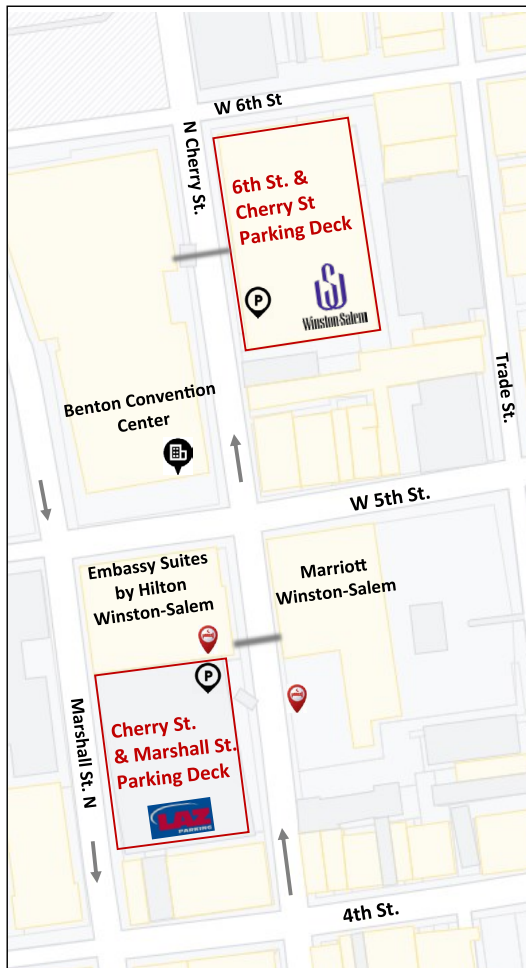 W 6th St
N Cherry St.
6th St. &
Cherry St
Parking Deck
P
WS
Winston-Salem
Trade St.
Benton Convention
Center
W 5th St.
Embassy Suites
by Hilton
Winston-Salem
Marriott
Winston-Salem
P
Marshall St. N
Cherry St.
& Marshall St.
Parking Deck
LAZ
PARKING
4th St.